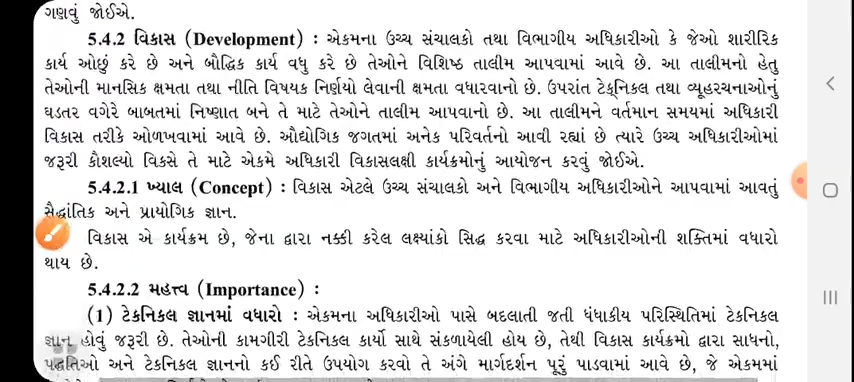 ગણવું જોઈએ.
5.4.2 વિકાસ (Development) : એકમના ઉચ્ચ સંચાલકો તથા વિભાગીય અધિકારીઓ કે જેઓ શારીરિક
કાર્ય ઓછું કરે છે અને બૌદ્ધિક કાર્ય વધુ કરે છે તેઓને વિશિષ્ટ તાલીમ આપવામાં આવે છે. આ તાલીમનો હેતુ
તેઓની માનસિક ક્ષમતા તથા નીતિ વિષયક નિર્ણયો લેવાની ક્ષમતા વધારવાનો છે. ઉપરાંત ટેક્નિકલ તથા વ્યૂહરચનાઓનું
ઘડતર વગેરે બાબતમાં નિષ્ણાત બને તે માટે તેઓને તાલીમ આપવાનો છે. આ તાલીમને વર્તમાન સમયમાં અધિકારી
વિકાસ તરીકે ઓળખવામાં આવે છે. ઔદ્યોગિક જગતમાં અનેક પરિવર્તનો આવી રહ્યાં છે ત્યારે ઉચ્ચ અધિકારીઓમાં
જરૂરી કૌશલ્યો વિકસે તે માટે એકમે અધિકારી વિકાસલક્ષી કાર્યક્રમોનું આયોજન કરવું જોઈએ.
5.4.2.1 ખ્યાલ (Concept) : વિકાસ એટલે ઉચ્ચ સંચાલકો અને વિભાગીય અધિકારીઓને આપવામાં આવતું
સૈદ્ધાંતિક અને પ્રાયોગિક જ્ઞાન.
વિકાસ એ કાર્યક્રમ છે, જેના દ્વારા નક્કી કરેલ લક્ષ્યાંકો સિદ્ધ કરવા માટે અધિકારીઓની શક્તિમાં વધારો
થાય છે.
5.4.2.2 મહત્ત્વ (Importance) :
(1) ટેકનિકલ જ્ઞાનમાં વધારો : એકમના અધિકારીઓ પાસે બદલાતી જતી ધંધાકીય પરિસ્થિતિમાં ટેકનિકલ
જ્ઞાન હોવું જરૂરી છે. તેઓની કામગીરી ટેકનિકલ કાર્યો સાથે સંકળાયેલી હોય છે, તેથી વિકાસ કાર્યક્રમો દ્વારા સાધનો,
પદ્ધતિઓ અને ટેકનિકલ જ્ઞાનનો કઈ રીતે ઉપયોગ કરવો તે અંગે માર્ગદર્શન પૂરું પાડવામાં આવે છે, જે એકમમાં